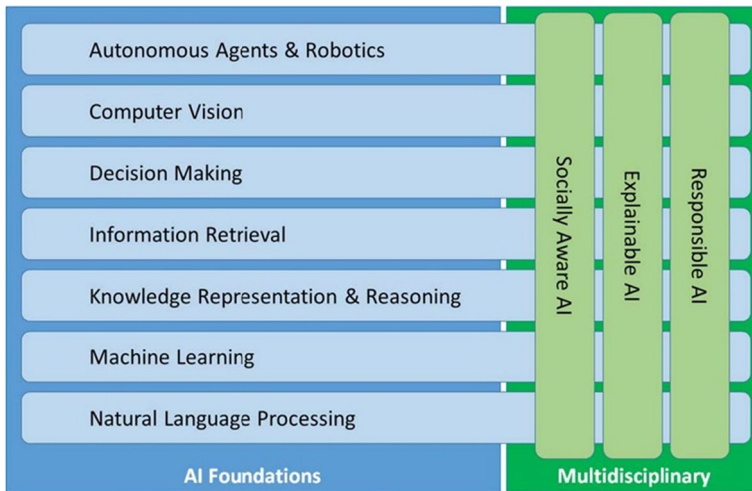 Autonomous Agents & Robotics
Computer Vision
Decision Making
Information Retrieval
Knowledge Representation & Reasoning
Machine Learning
Natural Language Processing
Socially Aware AI
Explainable AI
Responsible AI
AI Foundations
Multidisciplinary